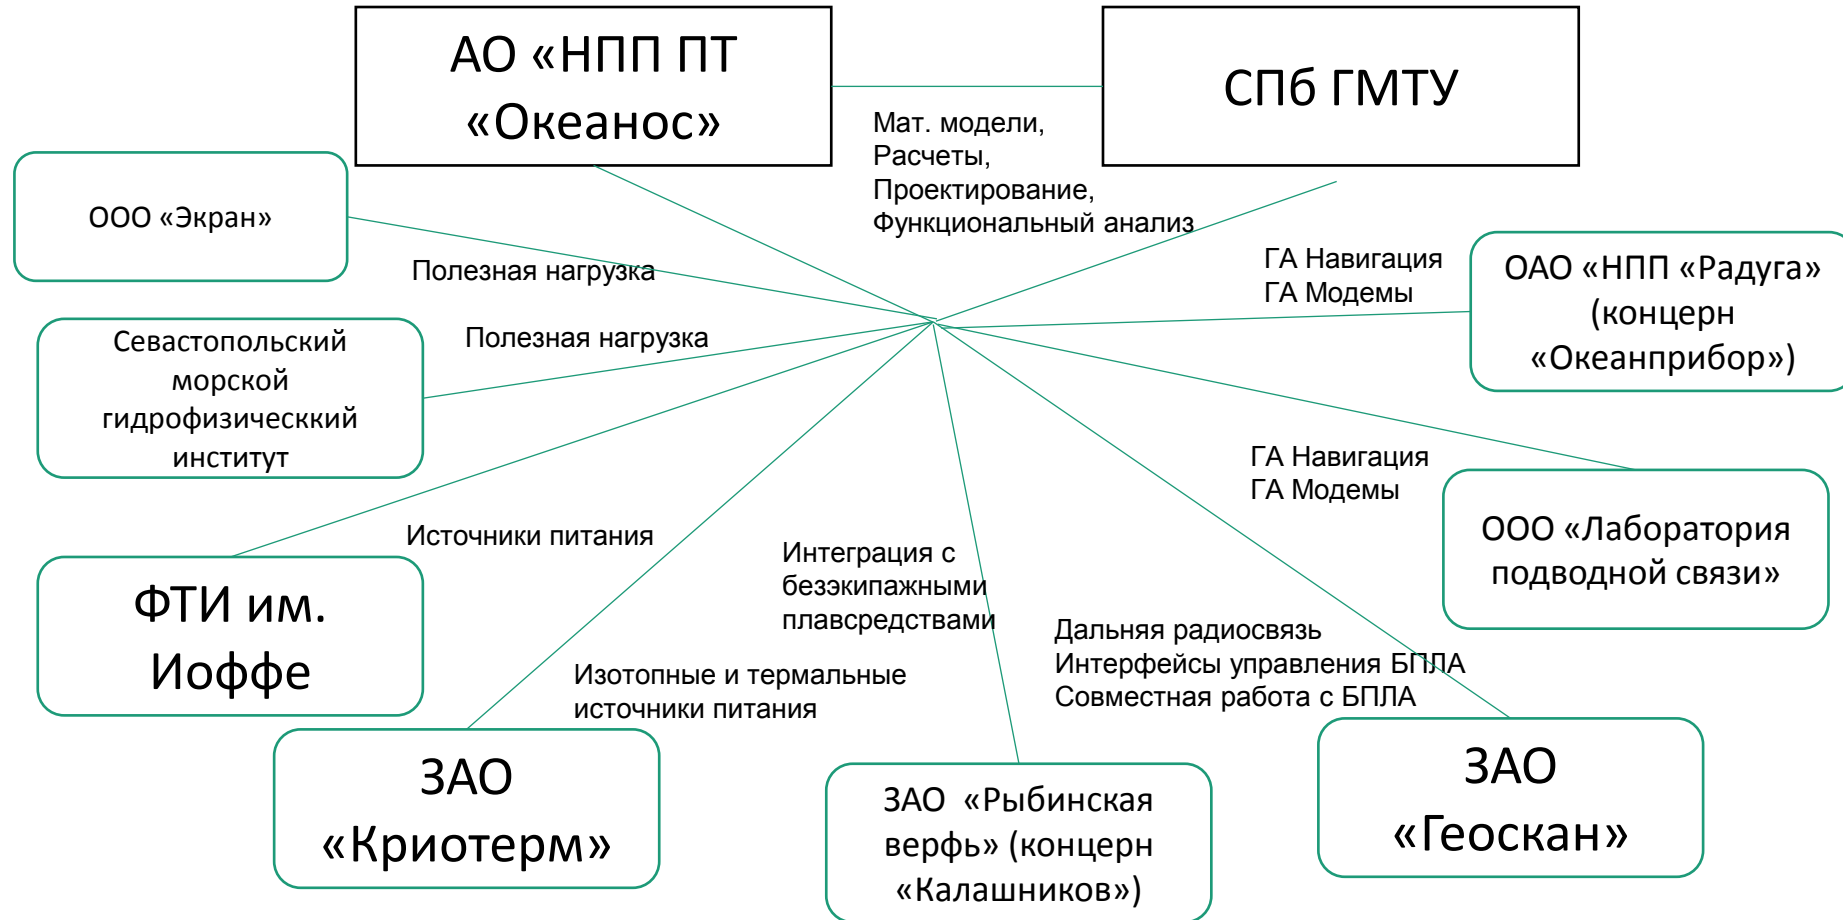 АО «НПП ПТ
«Океанос»
СПб ГМТУ
Мат. модели,
Расчеты,
Проектирование,
Функциональный анализ
ООО «Экран»
Полезная нагрузка
ГА Навигация
ГА Модемы
ОАО «НПП «Радуга»
(концерн
«Океанприбор»)
Севастопольский
морской
гидрофизическкий
институт
Полезная нагрузка
ГА Навигация
ГА Модемы
ООО «Лаборатория
подводной связи»
Источники питания
ФТИ им.
Иоффе
Интеграция с
безэкипажными
плавсредствами
Дальняя радиосвязь
Интерфейсы управления БПЛА
Совместная работа с БПЛА
Изотопные и термальные
источники питания
ЗАО
«Криотерм»
ЗАО «Рыбинская
верфь» (концерн
«Калашников»)
ЗАО
«Геоскан»